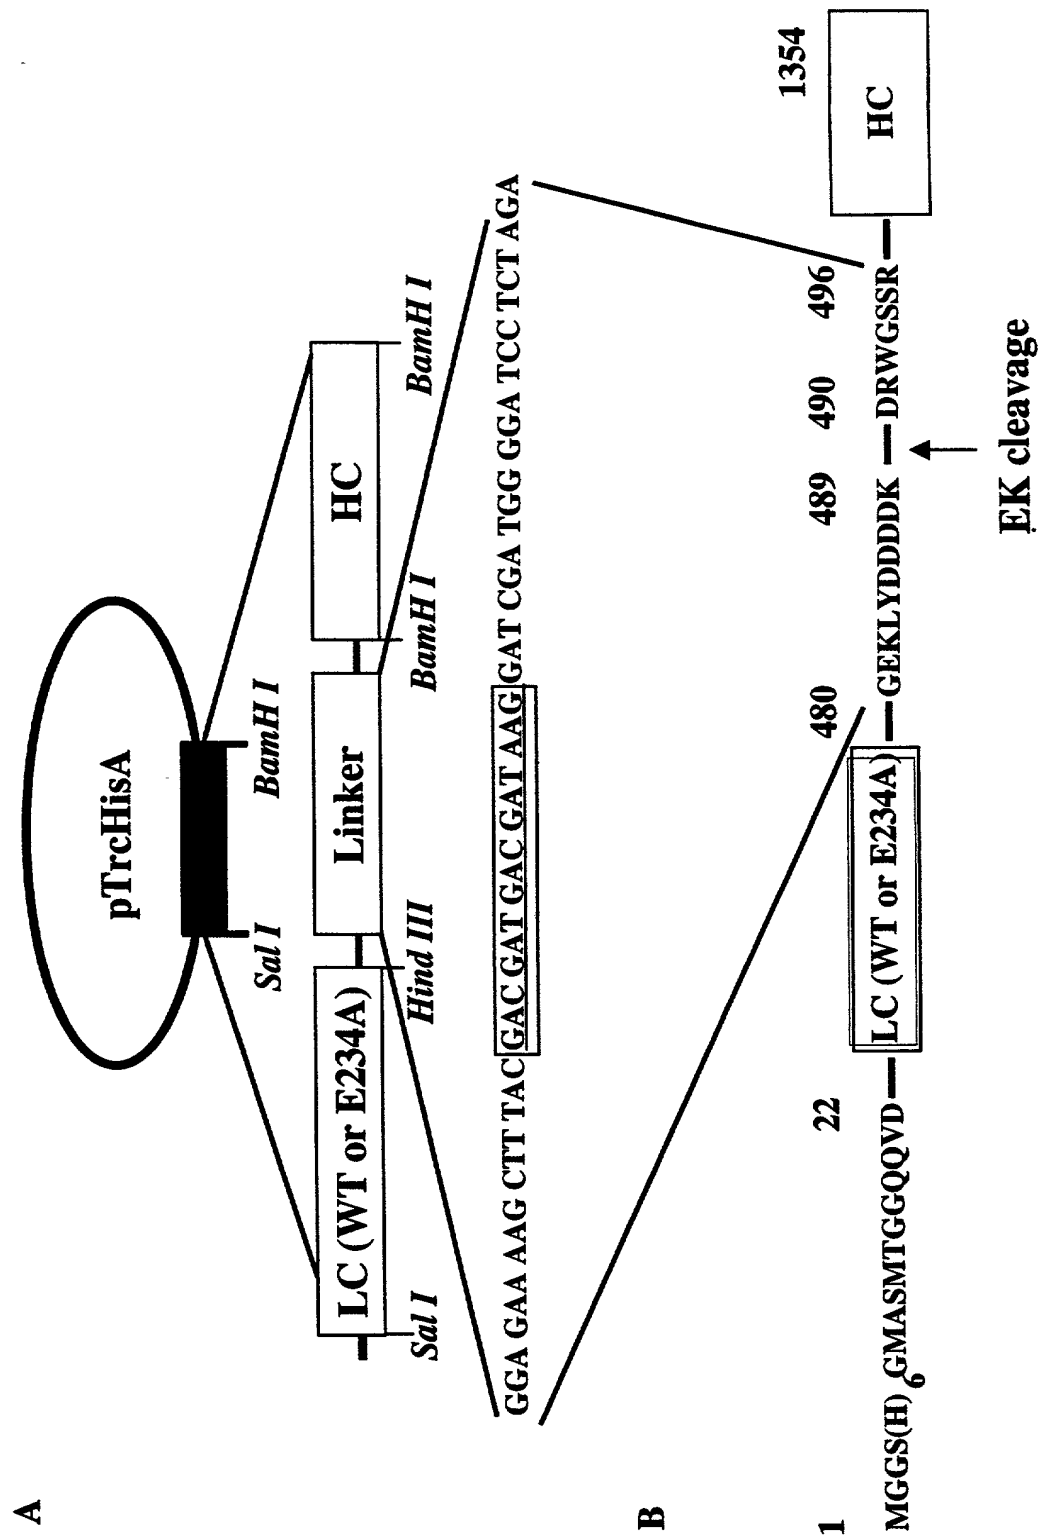 A
pTrcHisA
Sal I BamH I
LC (WT or E234A) Linker HC
Sal I Hind III BamH I BamH I
GGA GAA AAG CTT TAC GAC GAT GAC GAT AAG GAT CGA TGG GGA TCC TCT AGA
B
1 22 480 489 490 496 1354
MGGS(H)6 GMASMTGGQQVD LC (WT or E234A) GEKLYDDDDK DRWGSSR HC
EK cleavage